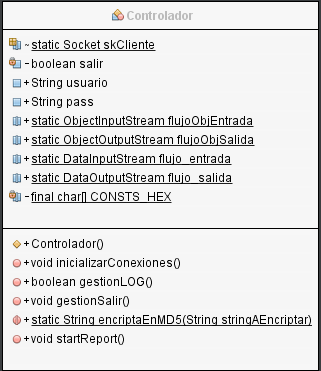 Controlador
~ static Socket skCliente
- boolean salir
+ String usuario
+ String pass
+ static ObjectInputStream flujoObjEntrada
+ static ObjectOutputStream flujoObjSalida
+ static DataInputStream flujo_entrada
+ static DataOutputStream flujo_salida
- final char[] CONSTS_HEX
+ Controlador()
+ void inicializarConexiones()
+ boolean gestionLOG()
+ void gestionSalir()
+ static String encriptaEnMD5(String stringAEncriptar)
+ void startReport()